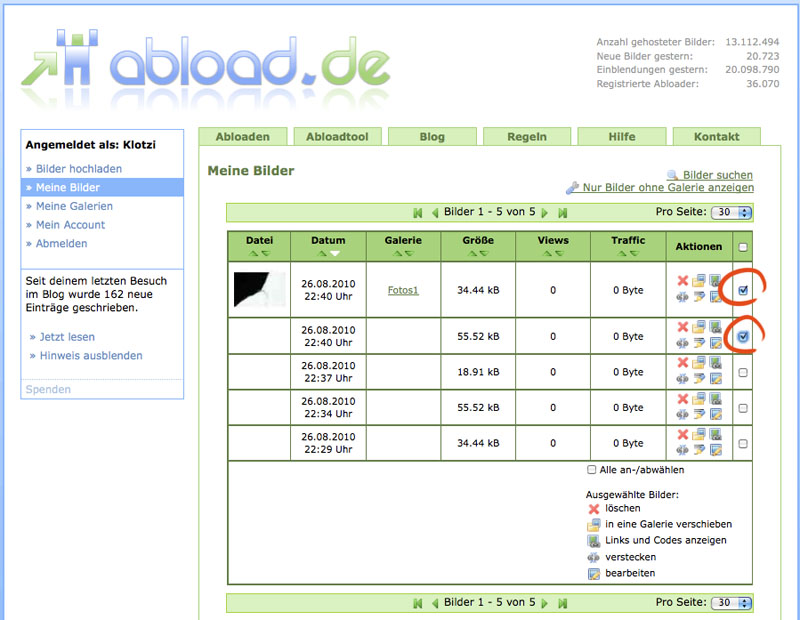 abload.de
Anzahl gehosteter Bilder: 13.112.494
Neue Bilder gestern: 20.723
Einblendungen gestern: 20.098.790
Registrierte Abloader: 36.070
Angemeldet als: Klotzi
» Bilder hochladen
» Meine Bilder
» Meine Galerien
» Mein Account
» Abmelden
Seit deinem letzten Besuch
im Blog wurde 162 neue
Einträge geschrieben.
» Jetzt lesen
» Hinweis ausblenden
Spenden
Abloaden Abloadtool Blog Regeln Hilfe Kontakt
Meine Bilder
Bilder suchen
Nur Bilder ohne Galerie anzeigen
Bilder 1 - 5 von 5 Pro Seite: 30
Datei Datum Galerie Größe Views Traffic Aktionen
26.08.2010
22:40 Uhr Fotos1 34.44 kB 0 0 Byte
26.08.2010
22:40 Uhr 55.52 kB 0 0 Byte
26.08.2010
22:37 Uhr 18.91 kB 0 0 Byte
26.08.2010
22:34 Uhr 55.52 kB 0 0 Byte
26.08.2010
22:29 Uhr 34.44 kB 0 0 Byte
Alle an-/abwählen
Ausgewählte Bilder:
löschen
in eine Galerie verschieben
Links und Codes anzeigen
verstecken
bearbeiten
Bilder 1 - 5 von 5 Pro Seite: 30